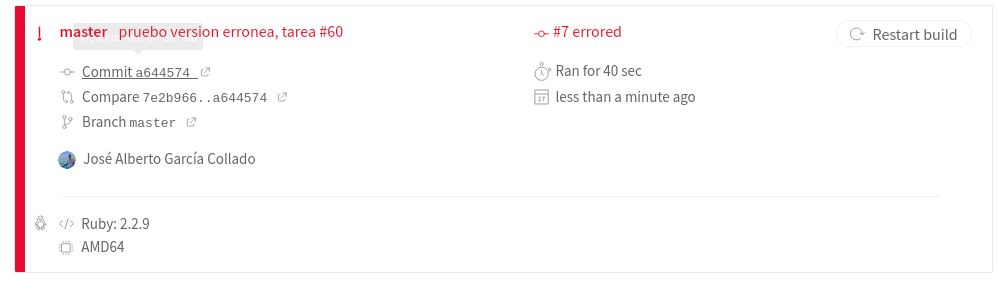 ! master pruebo version erronea, tarea #60
#7 errored
Restart build
Commit a644574
Ran for 40 sec
Compare 7e2b966..a644574
27 less than a minute ago
Branch master
José Alberto García Collado
</> Ruby: 2.2.9
AMD64